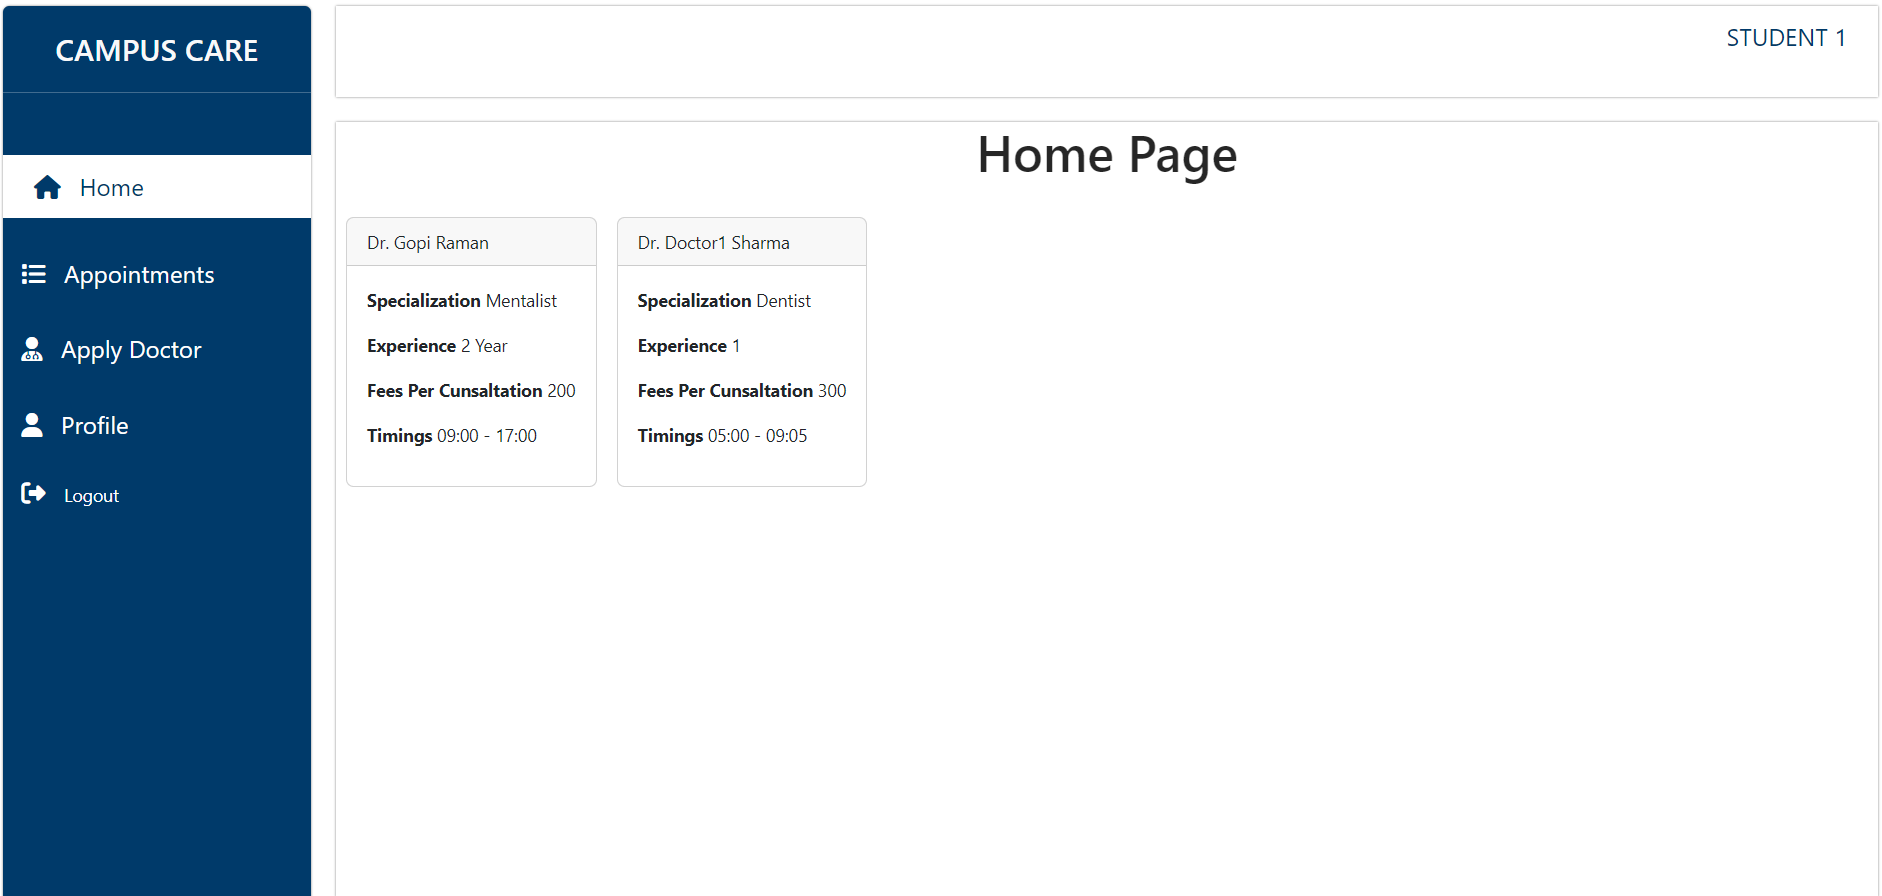 CAMPUS CARE
STUDENT 1
Home
Appointments
Apply Doctor
Profile
Logout
Home Page
Dr. Gopi Raman
Specialization Mentalist
Experience 2 Year
Fees Per Cunsaltation 200
Timings 09:00 - 17:00
Dr. Doctor1 Sharma
Specialization Dentist
Experience 1
Fees Per Cunsaltation 300
Timings 05:00 - 09:05